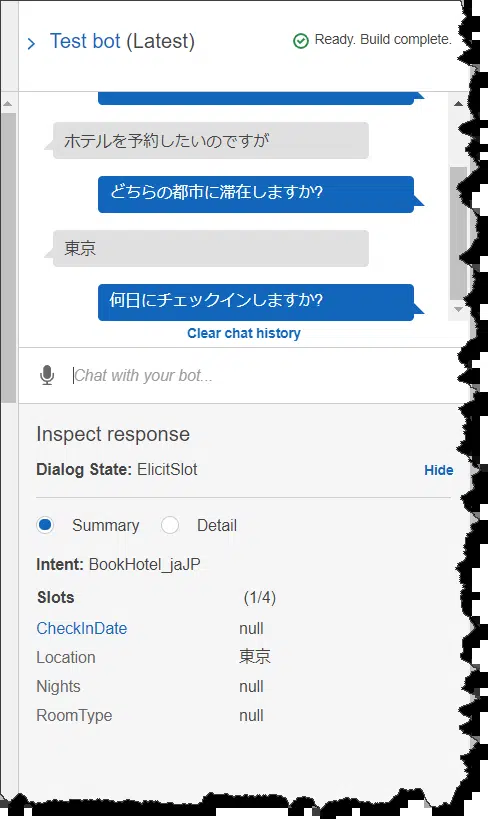 Test bot (Latest)
Ready. Build complete.
ホテルを予約したいのですが
どちらの都市に滞在しますか?
東京
何日にチェックインしますか?
Clear chat history
Chat with your bot...
Inspect response
Dialog State: ElicitSlot
Hide
Summary Detail
Intent: BookHotel_jaJP
Slots (1/4)
CheckInDate null
Location 東京
Nights null
RoomType null